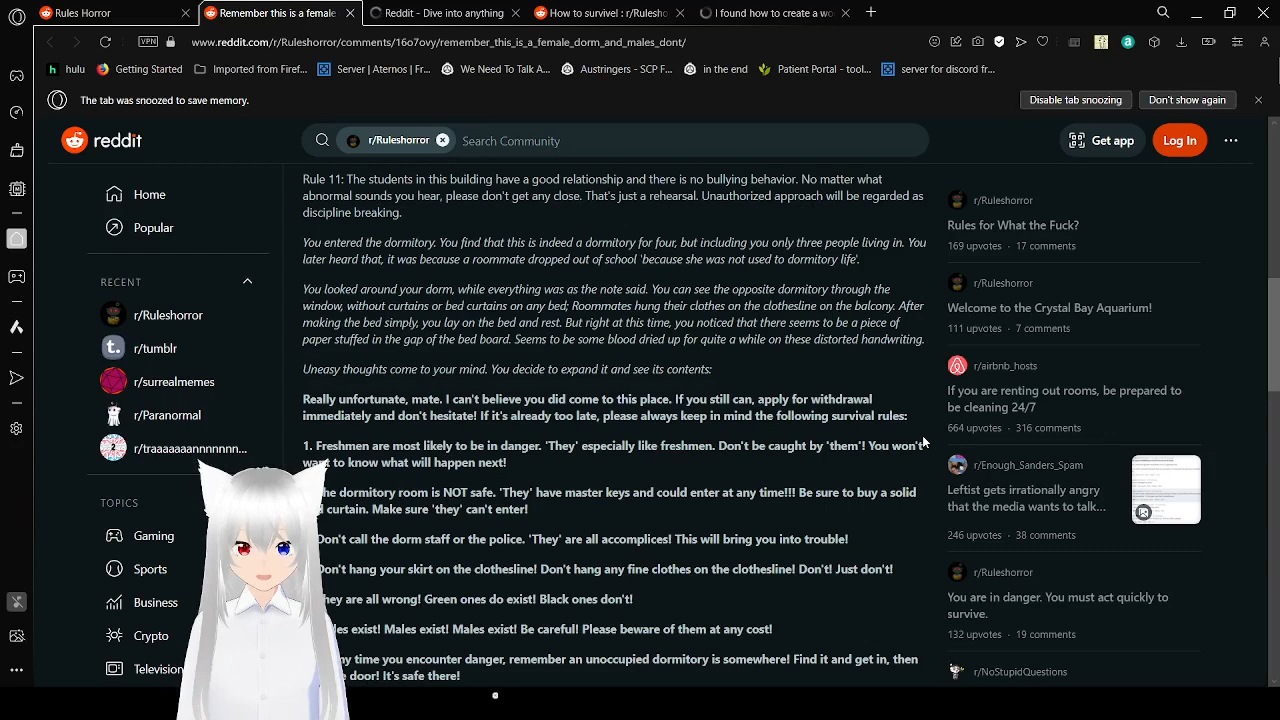 Rules Horror
Remember this is a female
Reddit - Dive into anything
How to survivel : r/Rulesho
I found how to create a wo
VPN
www.reddit.com/r/Ruleshorror/comments/16o7ovy/remember_this_is_a_female_dorm_and_males_dont/
hulu
Getting Started
Imported from Firef...
Server | Aternos | Fr...
We Would To Talk A...
Austringers - SCP F...
in the end
Patient Portal - tool...
server for discord fr...
The tab was snoozed to save memory.
Disable tab snoozing
Don't show again
reddit
r/Ruleshorror
Search Community
Get app
Log In
Home
Popular
RECENT
r/Ruleshorror
r/tumblr
r/surrealmemes
r/Paranormal
r/traaaaaannnnnnn...
TOPICS
Gaming
Sports
Business
Crypto
Television
Rule 11: The students in this building have a good relationship and there is no bullying behavior. No matter what
abnormal sounds you hear, please don't get any close. That's just a rehearsal. Unauthorized approach will be regarded as
discipline breaking.
You entered the dormitory. You find that this is indeed a dormitory for four, but including you only three people living in. You
later heard that, it was because a roommate dropped out of school 'because she was not used to dormitory life'.
You looked around your dorm, while everything was as the note said. You can see the opposite dormitory through the
window, without curtains or bed curtains on any bed; Roommates hung their clothes on the clothesline on the balcony. After
making the bed simply, you lay on the bed and rest. But right at this time, you noticed that there seems to be a piece of
paper stuffed in the gap of the bed board. Seems to be some blood dried up for quite a while on these distorted handwriting.
Uneasy thoughts come to your mind. You decide to expand it and see its contents:
Really unfortunate, mate. I can't believe you did come to this place. If you still can, apply for withdrawal
immediately and don't hesitate! If it's already too late, please always keep in mind the following survival rules:
1. Freshmen are most likely to be in danger. 'They' especially like freshmen. Don't be caught by 'them'! You won't
want to know what will happen next!
dormitory room is not safe. 'They' have master keys and could enter at any time!!! Be sure to buy a solid
curtain. Make sure 'they' can't enter!
Don't call the dorm staff or the police. 'They' are all accomplices! This will bring you into trouble!
Don't hang your skirt on the clothesline! Don't hang any fine clothes on the clothesline! Don't! Just don't!
They are all wrong! Green ones do exist! Black ones don't!
exist! Males exist! Males exist! Be careful! Please beware of them at any cost!
time you encounter danger, remember an unoccupied dormitory is somewhere! Find it and get in, then
door! It's safe there!
r/Ruleshorror
Rules for What the Fuck?
169 upvotes · 17 comments
r/Ruleshorror
Welcome to the Crystal Bay Aquarium!
111 upvotes · 7 comments
r/airbnb_hosts
If you are renting out rooms, be prepared to
be cleaning 24/7
664 upvotes · 316 comments
r/Enough_Sanders_Spam
Leftist gets irrationally angry
that the media wants to talk...
246 upvotes · 38 comments
r/Ruleshorror
You are in danger. You must act quickly to
survive.
132 upvotes · 19 comments
r/NoStupidQuestions